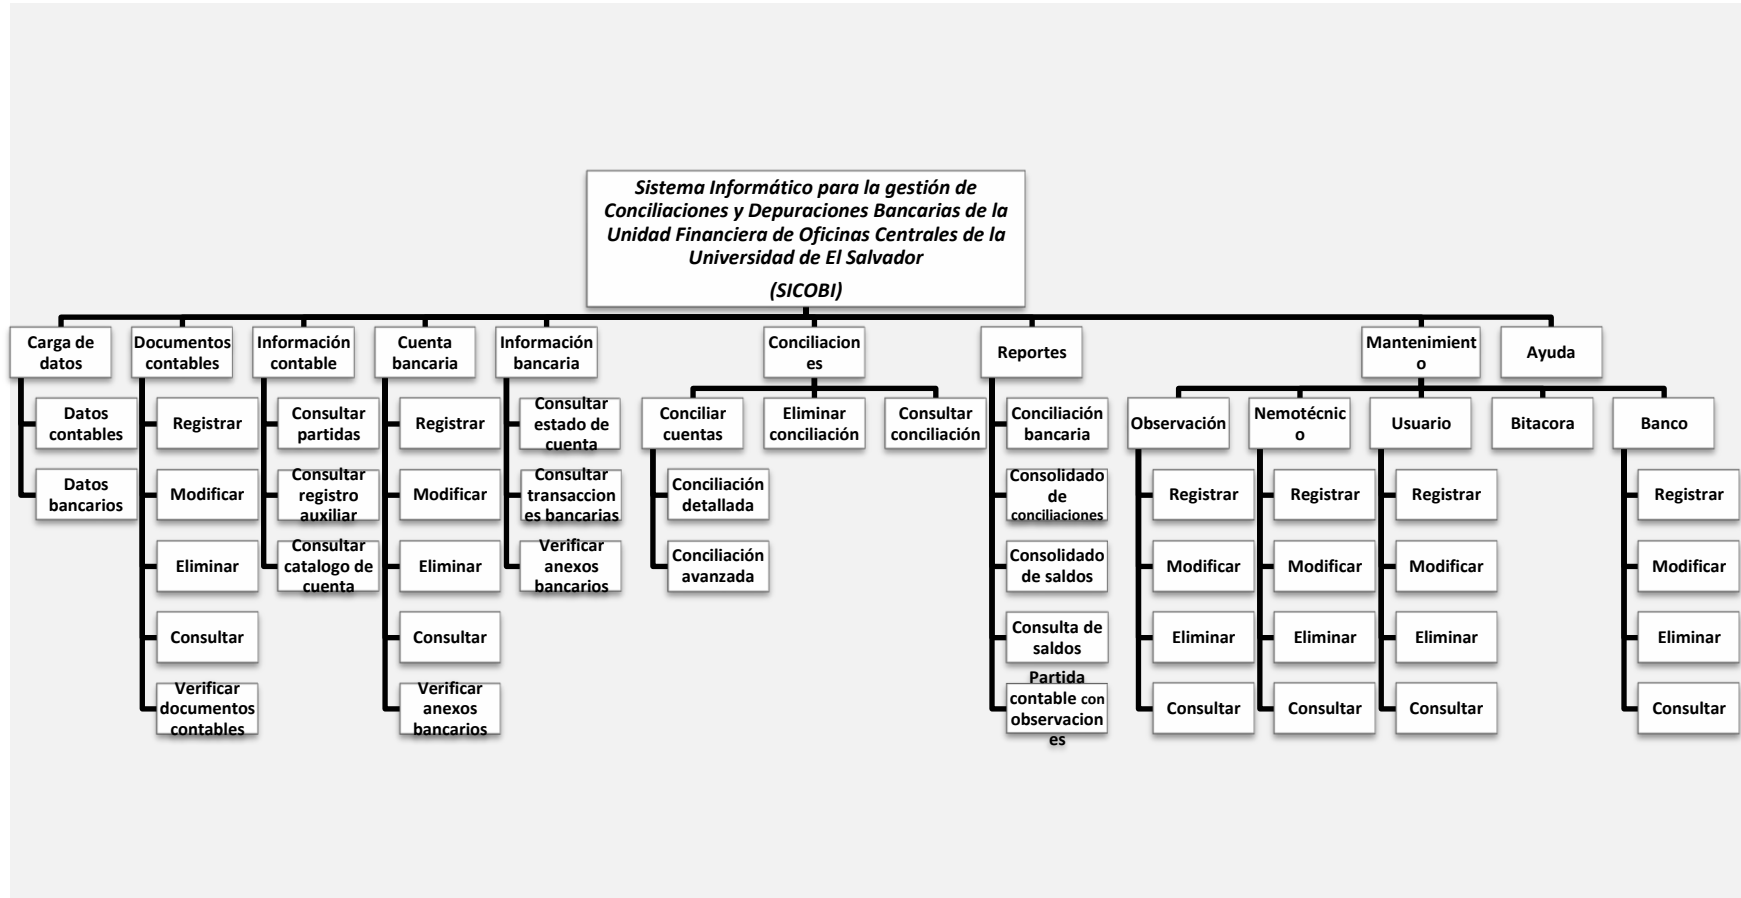 Sistema Informático para la gestión de
Conciliaciones y Depuraciones Bancarias de la
Unidad Financiera de Oficinas Centrales de la
Universidad de El Salvador
(SICOBI)
Carga de
datos
Datos
contables
Datos
bancarios
Documentos
contables
Registrar
Modificar
Eliminar
Consultar
Verificar
documentos
contables
Información
contable
Consultar
partidas
Consultar
registro
auxiliar
Consultar
catalogo de
cuenta
Cuenta
bancaria
Registrar
Modificar
Eliminar
Consultar
Verificar
anexos
bancarios
Información
bancaria
Consultar
estado de
cuenta
Consultar
transaccion
es bancarias
Verificar
anexos
bancarios
Conciliacion
es
Conciliar
cuentas
Conciliación
detallada
Conciliación
avanzada
Eliminar
conciliación
Consultar
conciliación
Reportes
Conciliación
bancaria
Consolidado
de
conciliaciones
Consolidado
de saldos
Consulta de
saldos
Partida
contable con
observacion
es
Mantenimient
o
Observación
Registrar
Modificar
Eliminar
Consultar
Nemotécnic
o
Registrar
Modificar
Eliminar
Consultar
Usuario
Registrar
Modificar
Eliminar
Consultar
Bitacora
Banco
Registrar
Modificar
Eliminar
Consultar
Ayuda